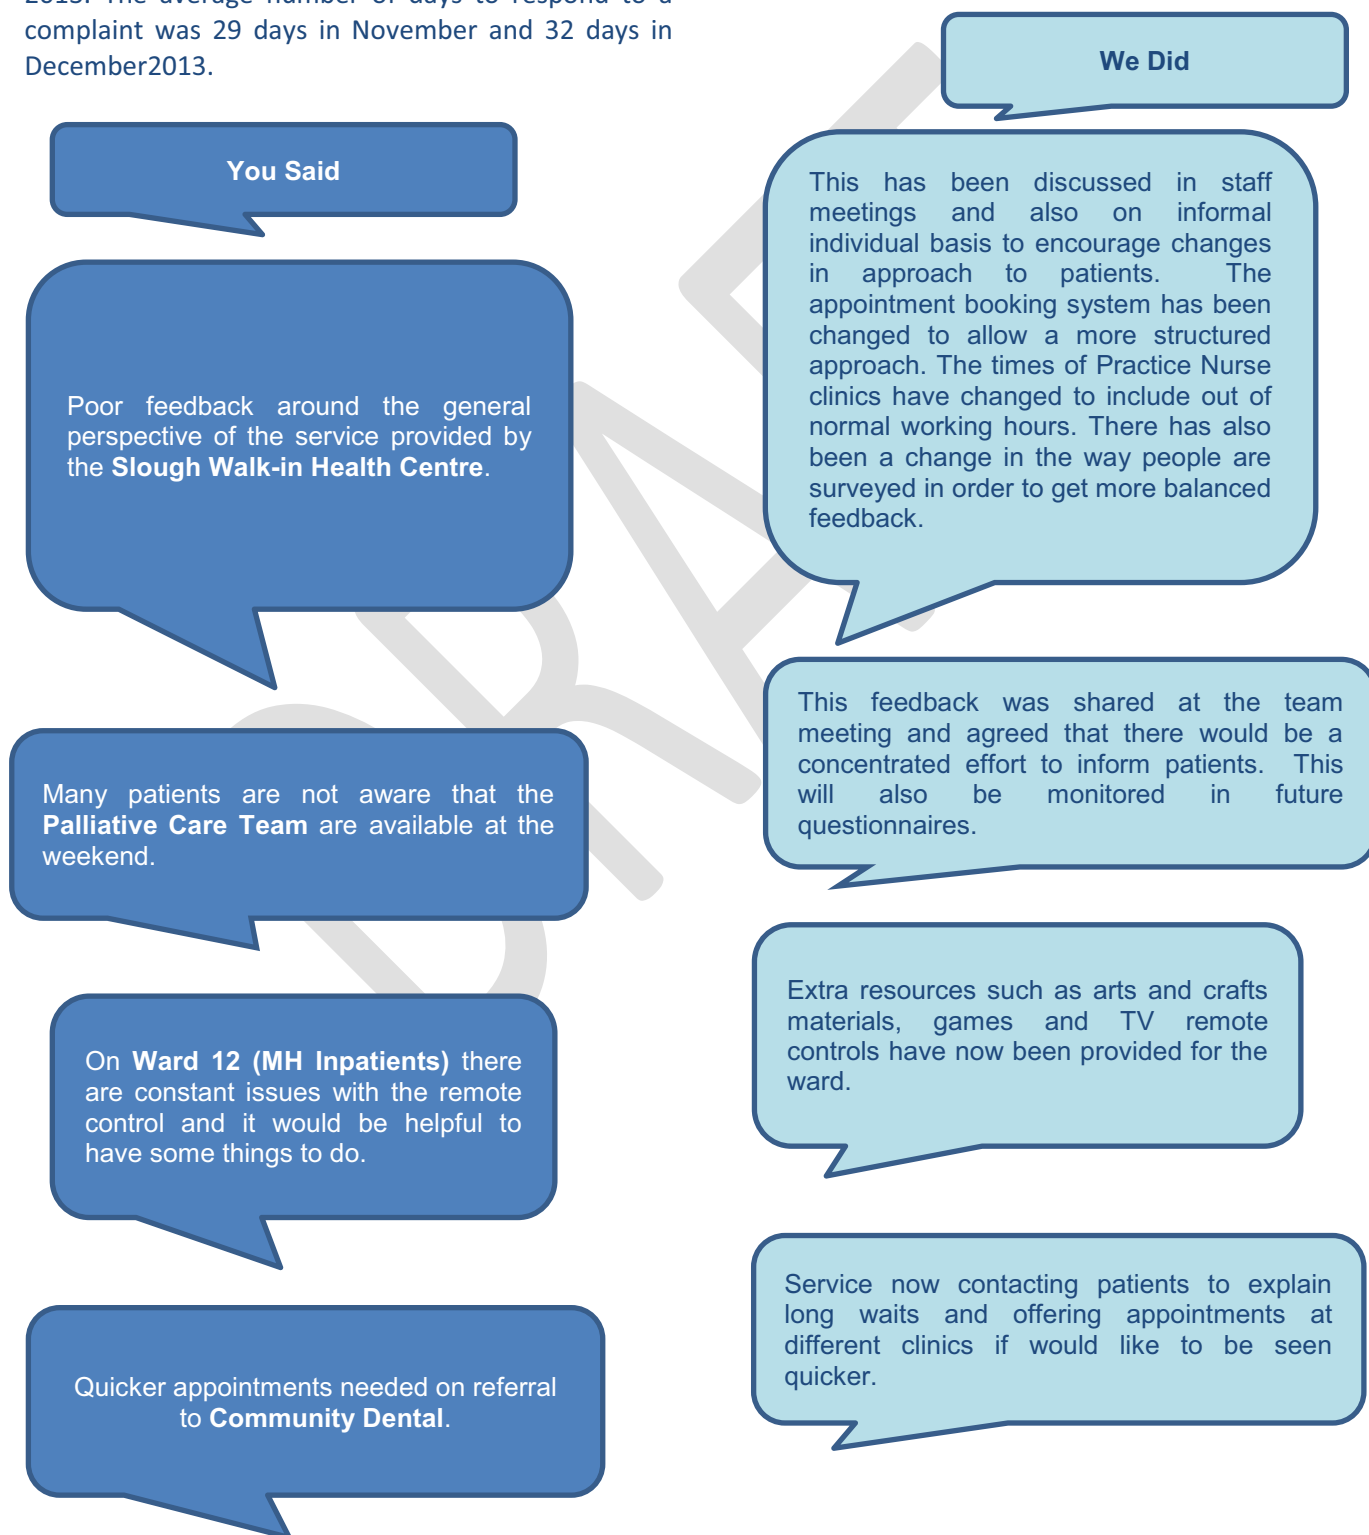 2013. The average number of days to respond to a
complaint was 29 days in November and 32 days in
December2013.
You Said
Poor feedback around the general
perspective of the service provided by
the Slough Walk-in Health Centre.
Many patients are not aware that the
Palliative Care Team are available at the
weekend.
On Ward 12 (MH Inpatients) there
are constant issues with the remote
control and it would be helpful to
have some things to do.
Quicker appointments needed on referral
to Community Dental.
We Did
This has been discussed in staff
meetings and also on informal
individual basis to encourage changes
in approach to patients. The
appointment booking system has been
changed to allow a more structured
approach. The times of Practice Nurse
clinics have changed to include out of
normal working hours. There has also
been a change in the way people are
surveyed in order to get more balanced
feedback.
This feedback was shared at the team
meeting and agreed that there would be a
concentrated effort to inform patients. This
will also be monitored in future
questionnaires.
Extra resources such as arts and crafts
materials, games and TV remote
controls have now been provided for the
ward.
Service now contacting patients to explain
long waits and offering appointments at
different clinics if would like to be seen
quicker.